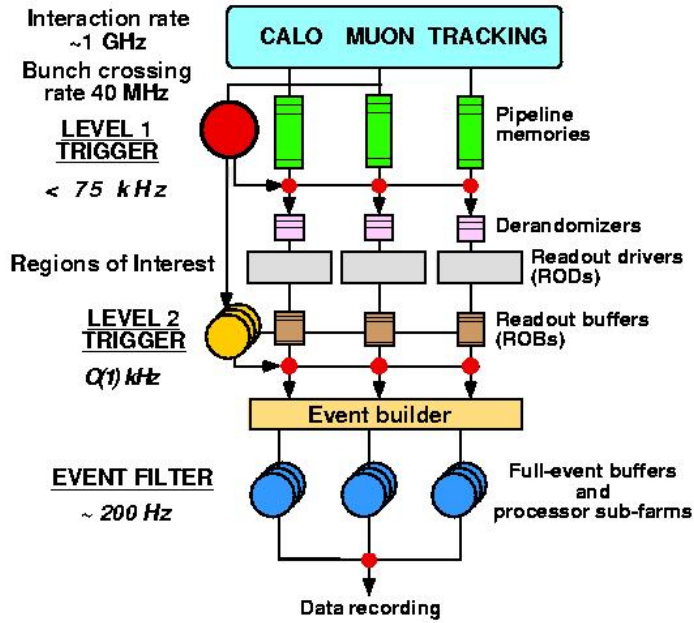 Interaction rate
~1 GHz
CALO MUON TRACKING
Bunch crossing
rate 40 MHz
LEVEL 1
TRIGGER
< 75 kHz
Pipeline
memories
Derandomizers
Regions of Interest
Readout drivers
(RODs)
LEVEL 2
TRIGGER
O(1) kHz
Readout buffers
(ROBs)
Event builder
EVENT FILTER
~ 200 Hz
Full-event buffers
and
processor sub-farms
Data recording